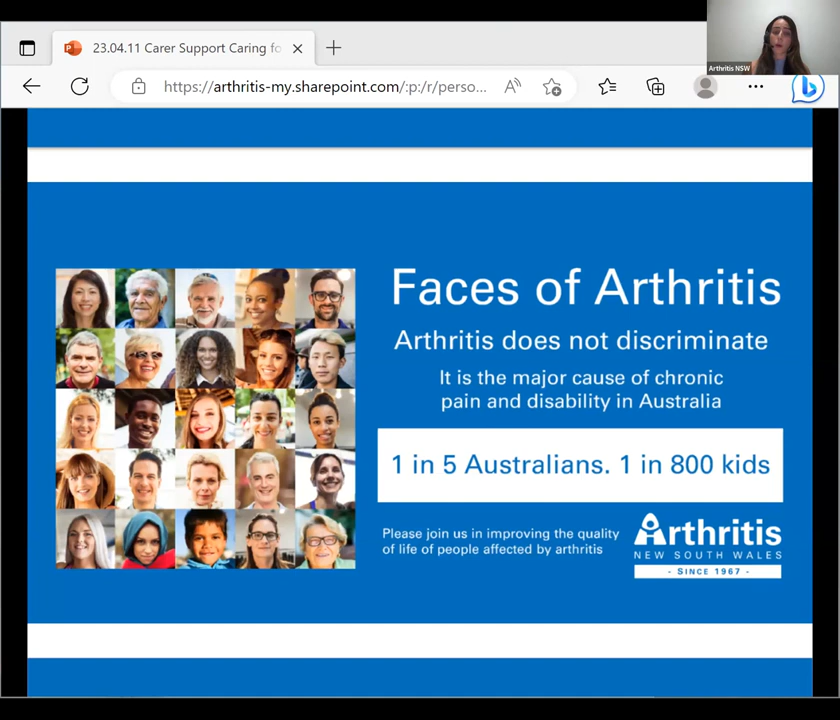 23.04.11 Carer Support Caring fo
Arthritis NSW
https://arthritis-my.sharepoint.com/:p:/r/perso...
Faces of Arthritis
Arthritis does not discriminate
It is the major cause of chronic
pain and disability in Australia
1 in 5 Australians. 1 in 800 kids
Please join us in improving the quality
of life of people affected by arthritis
Arthritis
NEW SOUTH WALES
- SINCE 1967 -